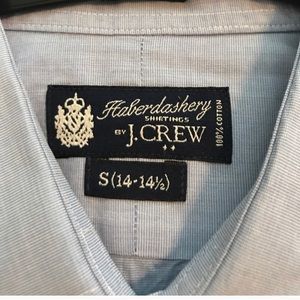 Haberdashery
SHIRTINGS
BY J.CREW
100% COTTON
S (14-14½)